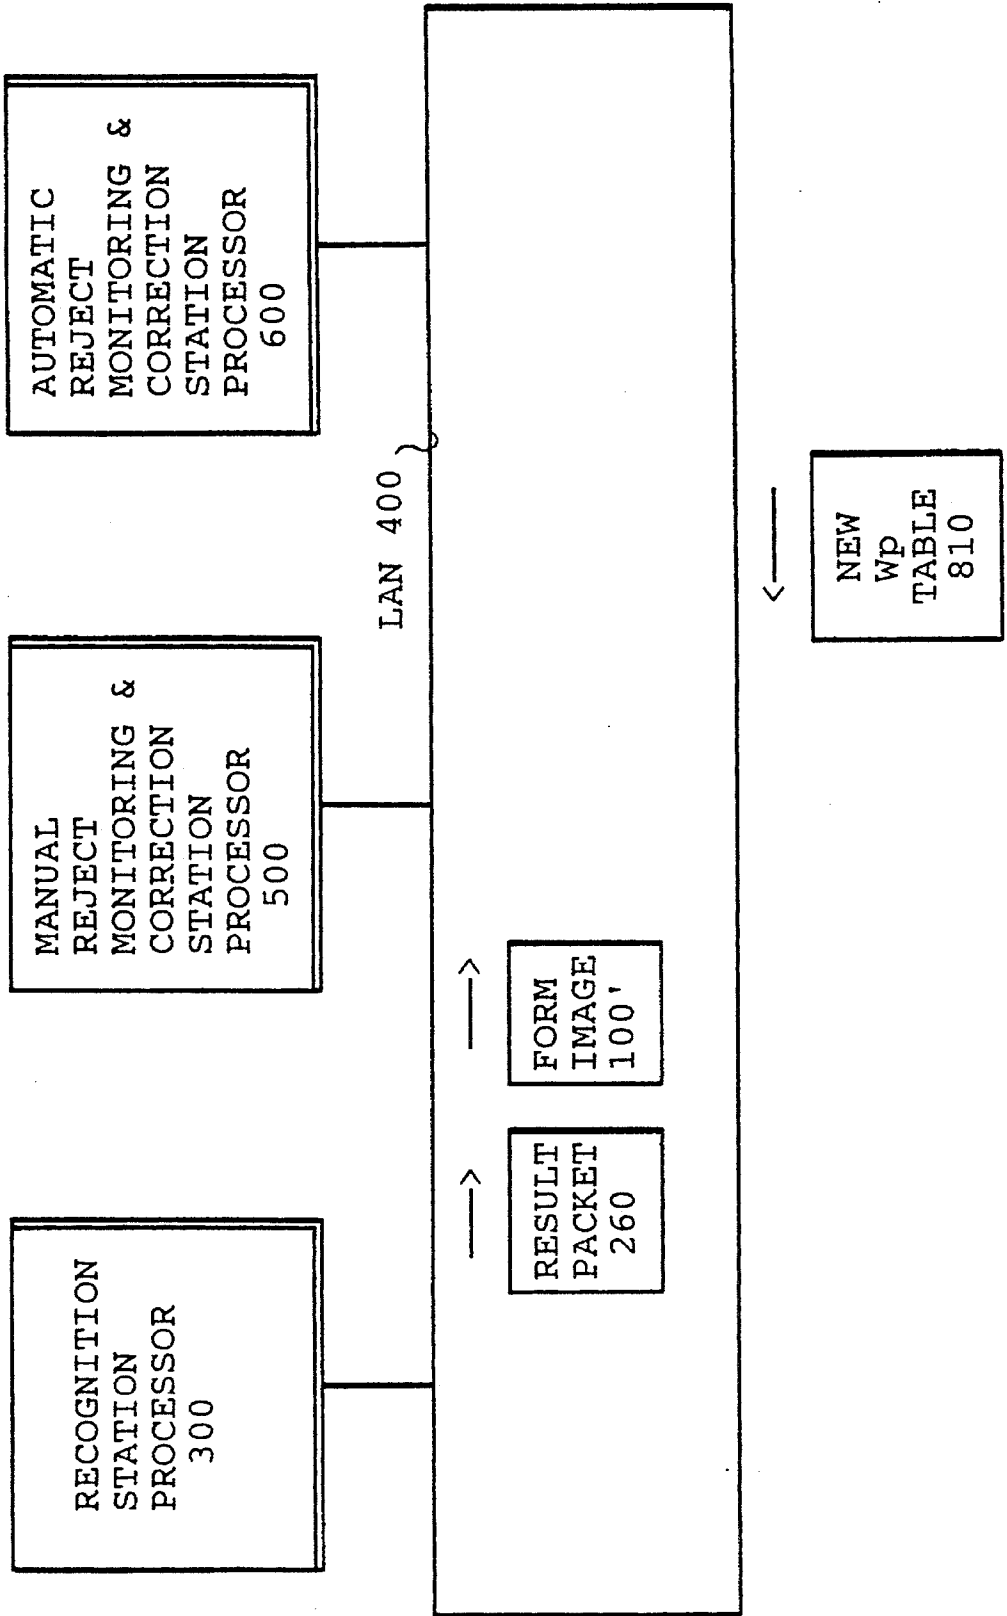 RECOGNITION
STATION
PROCESSOR
300
MANUAL
REJECT
MONITORING &
CORRECTION
STATION
PROCESSOR
500
AUTOMATIC
REJECT
MONITORING &
CORRECTION
STATION
PROCESSOR
600
LAN 400
RESULT
PACKET
260
FORM
IMAGE
100'
NEW
Wp
TABLE
810